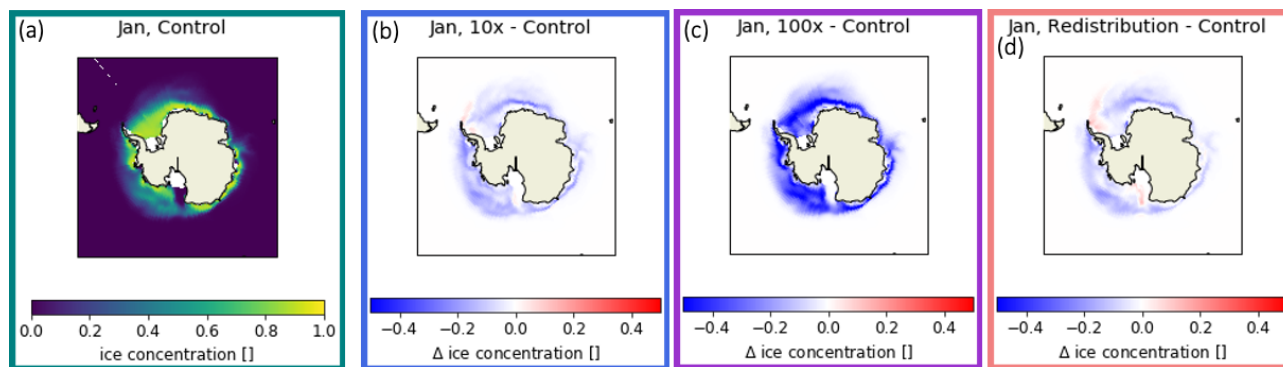 (a)
Jan, Control
0.0 0.2 0.4 0.6 0.8 1.0
ice concentration []
(b)
Jan, 10x - Control
−0.4 −0.2 0.0 0.2 0.4
Δ ice concentration []
(c)
Jan, 100x - Control
−0.4 −0.2 0.0 0.2 0.4
Δ ice concentration []
Jan, Redistribution - Control
(d)
−0.4 −0.2 0.0 0.2 0.4
Δ ice concentration []